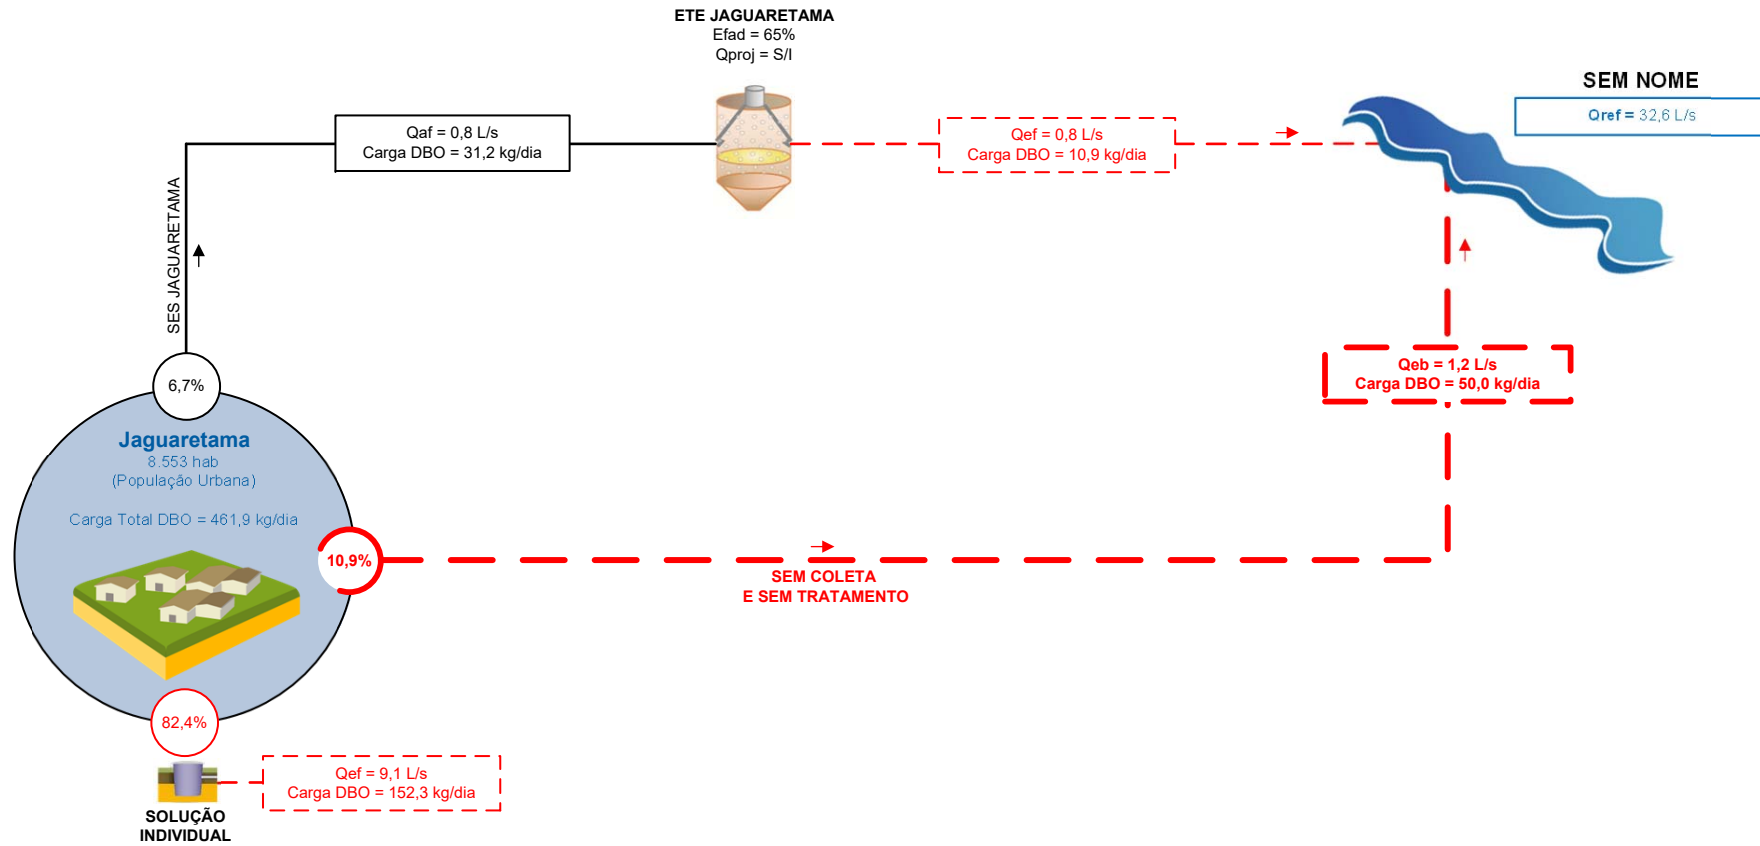 ETE JAGUARETAMA
Efad = 65%
Qproj = S/I
SEM NOME
Qref = 32,6 L/s
Qaf = 0,8 L/s
Carga DBO = 31,2 kg/dia
Qef = 0,8 L/s
Carga DBO = 10,9 kg/dia
SES JAGUARETAMA
Qeb = 1,2 L/s
Carga DBO = 50,0 kg/dia
6,7%
Jaguaretama
8.553 hab
(População Urbana)
Carga Total DBO = 461,9 kg/dia
10,9%
SEM COLETA
E SEM TRATAMENTO
82,4%
Qef = 9,1 L/s
Carga DBO = 152,3 kg/dia
SOLUÇÃO
INDIVIDUAL